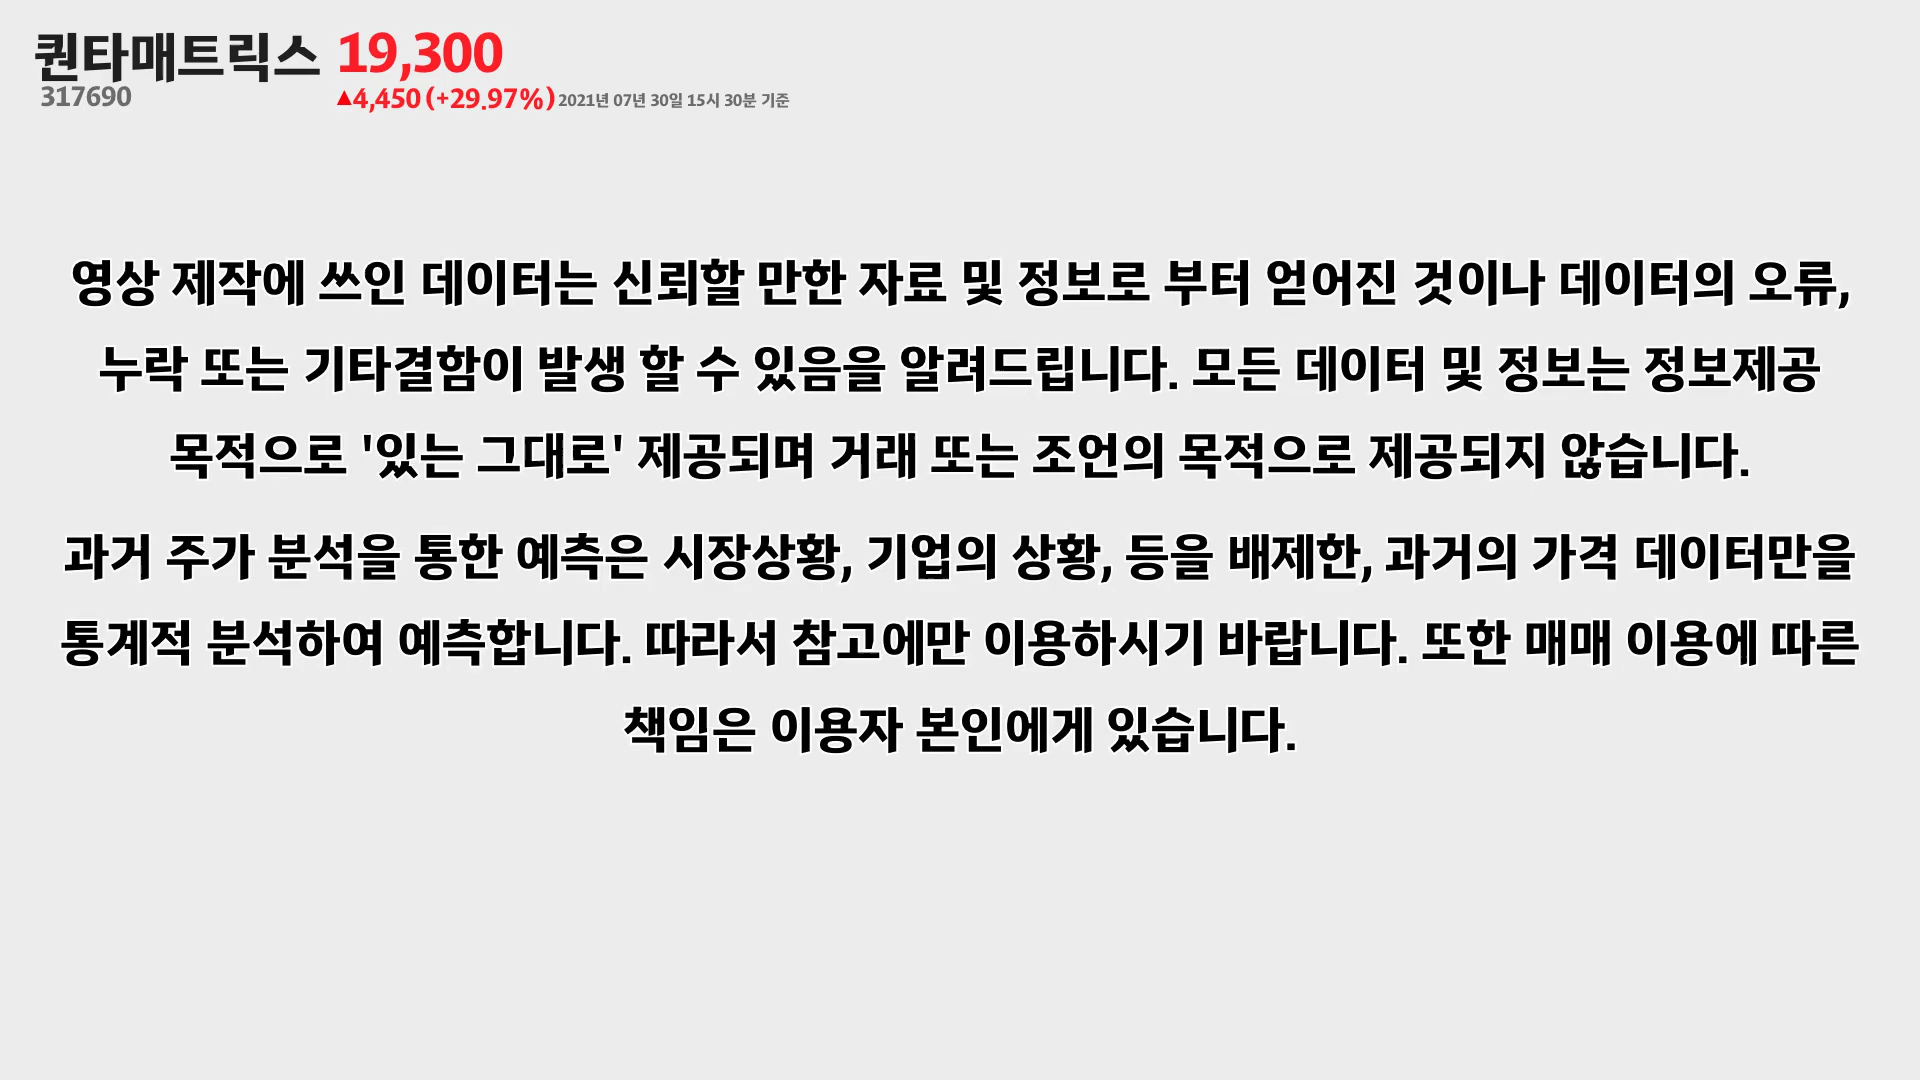 퀀타매트릭스 19,300
317690
▲4,450 (+29.97%) 2021년 07년 30일 15시 30분 기준
영상 제작에 쓰인 데이터는 신뢰할 만한 자료 및 정보로 부터 얻어진 것이나 데이터의 오류,
누락 또는 기타결함이 발생 할 수 있음을 알려드립니다. 모든 데이터 및 정보는 정보제공
목적으로 '있는 그대로' 제공되며 거래 또는 조언의 목적으로 제공되지 않습니다.
과거 주가 분석을 통한 예측은 시장상황, 기업의 상황, 등을 배제한, 과거의 가격 데이터만을
통계적 분석하여 예측합니다. 따라서 참고에만 이용하시기 바랍니다. 또한 매매 이용에 따른
책임은 이용자 본인에게 있습니다.